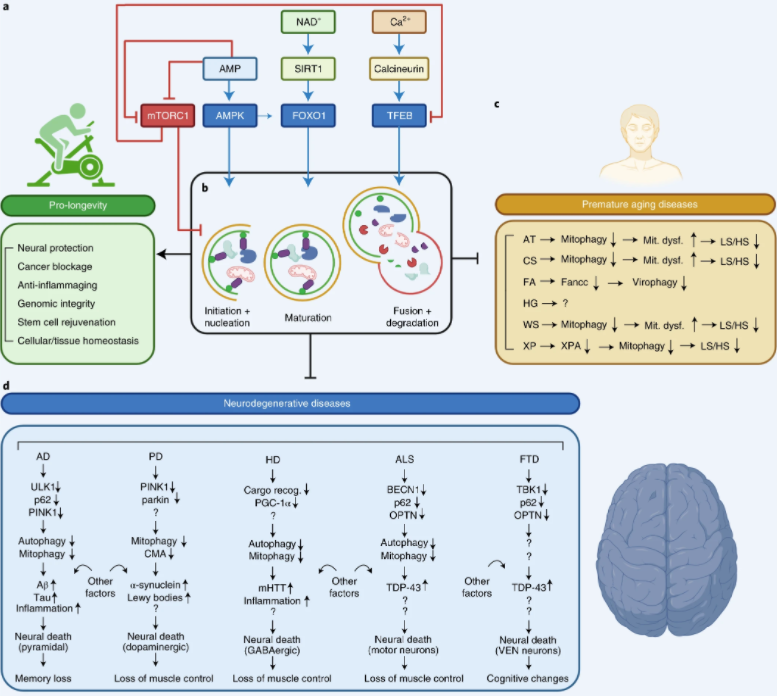 a
NAD+
Ca2+
AMP
SIRT1
Calcineurin
mTORC1
AMPK
FOXO1
TFEB
b
Initiation +
nucleation
Maturation
Fusion +
degradation
Pro-longevity
Neural protection
Cancer blockage
Anti-inflammaging
Genomic integrity
Stem cell rejuvenation
Cellular/tissue homeostasis
c
Premature aging diseases
AT → Mitophagy ↓ → Mit. dysf. ↑ → LS/HS ↓
CS → Mitophagy ↓ → Mit. dysf. ↑ → LS/HS ↓
FA → Fancc ↓ → Virophagy ↓
HG → ?
WS → Mitophagy ↓ → Mit. dysf. ↑ → LS/HS ↓
XP → XPA ↓ → Mitophagy ↓ → LS/HS ↓
d
Neurodegenerative diseases
AD
ULK1↓
p62↓
PINK1↓
Autophagy ↓
Mitophagy ↓
Aβ↑
Tau↑
Inflammation ↑
Neural death
(pyramidal)
Memory loss
Other
factors
PD
PINK1↓
parkin ↓
?
Mitophagy ↓
CMA↓
α-synuclein ↑
Lewy bodies ↑
?
Neural death
(dopaminergic)
Loss of muscle control
HD
Cargo recog. ↓
PGC-1α↓
?
Autophagy ↓
Mitophagy ↓
mHTT↑
Inflammation ↑
?
Neural death
(GABAergic)
Loss of muscle control
Other
factors
ALS
BECN1↓
p62↓
OPTN↓
Autophagy ↓
Mitophagy ↓
TDP-43↑
?
?
Neural death
(motor neurons)
Loss of muscle control
Other
factors
FTD
TBK1↓
p62↓
OPTN↓
?
?
TDP-43↑
?
?
Neural death
(VEN neurons)
Cognitive changes